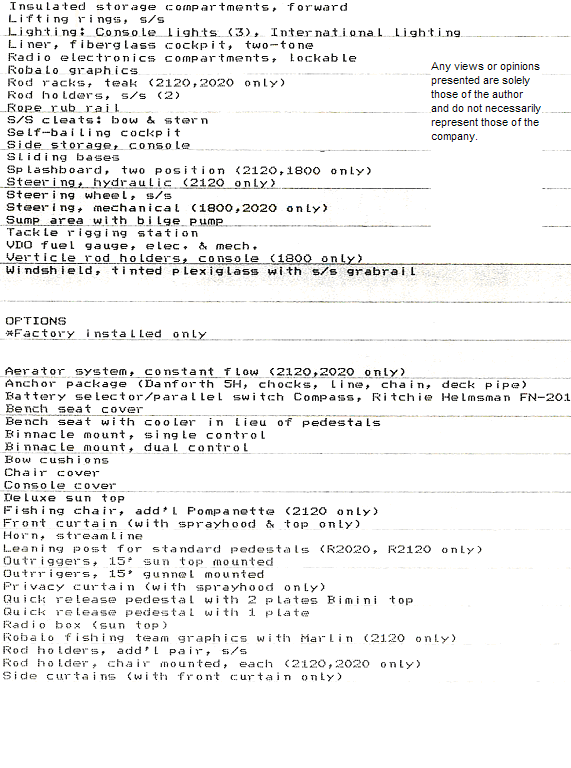 Insulated storage compartments, forward
Lifting rings, s/s
Lighting: Console lights (3), International lighting
Liner, fiberglass cockpit, two-tone
Radio electronics compartments, lockable
Robalo graphics
Rod racks, teak (2120,2020 only)
Rod holders, s/s (2)
Rope rub rail
S/S cleats: bow & stern
Self-bailing cockpit
Side storage, console
Sliding bases
Splashboard, two position (2120,1800 only)
Steering, hydraulic (2120 only)
Steering wheel, s/s
Steering, mechanical (1800,2020 only)
Sump area with bilge pump
Tackle rigging station
VDO fuel gauge, elec. & mech.
Verticle rod holders, console (1800 only)
Windshield, tinted plexiglass with s/s grabrail
Any views or opinions
presented are solely
those of the author
and do not necessarily
represent those of the
company.
OPTIONS
*Factory installed only
Aerator system, constant flow (2120,2020 only)
Anchor package (Danforth 5H, chocks, line, chain, deck pipe)
Battery selector/parallel switch Compass, Ritchie Helmsman FN-201
Bench seat cover
Bench seat with cooler in lieu of pedestals
Binnacle mount, single control
Binnacle mount, dual control
Bow cushions
Chair cover
Console cover
Deluxe sun top
Fishing chair, add'l Pompanette (2120 only)
Front curtain (with sprayhood & top only)
Horn, streamline
Leaning post for standard pedestals (R2020, R2120 only)
Outriggers, 15' sun top mounted
Outrrigers, 15' gunnel mounted
Privacy curtain (with sprayhood only)
Quick release pedestal with 2 plates Bimini top
Quick release pedestal with 1 plate
Radio box (sun top)
Robalo fishing team graphics with Marlin (2120 only)
Rod holders, add'l pair, s/s
Rod holder, chair mounted, each (2120,2020 only)
Side curtains (with front curtain only)